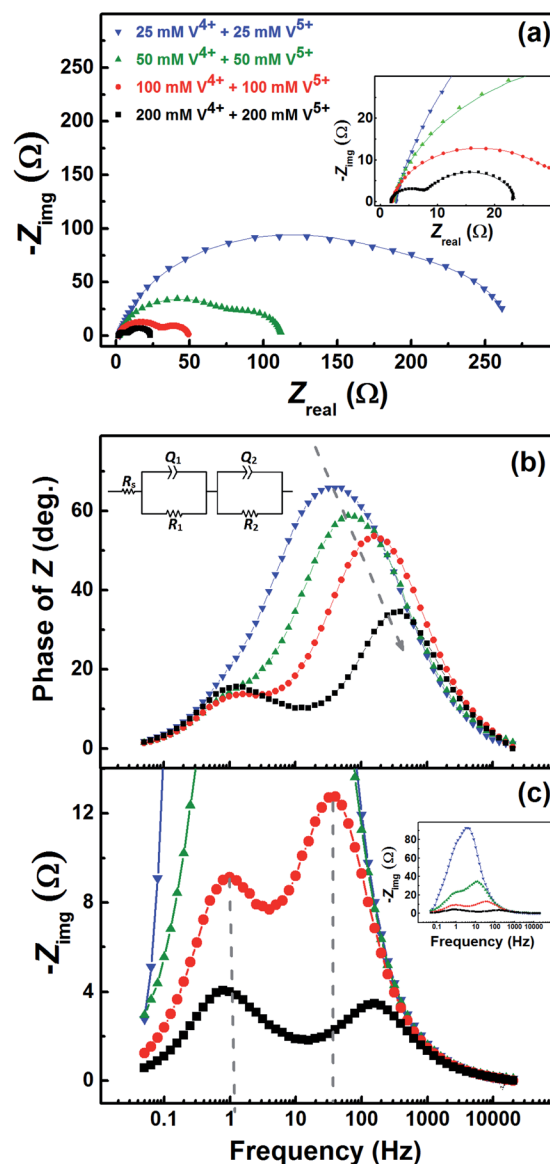 (a)
25 mM V4+ + 25 mM V5+
50 mM V4+ + 50 mM V5+
100 mM V4+ + 100 mM V5+
200 mM V4+ + 200 mM V5+
-Zimg (Ω)
300
250
200
150
100
50
0
0 50 100 150 200 250 300
Zreal (Ω)
-Zimg (Ω)
20
10
0
0 10 20
Zreal (Ω)
(b)
Q1 Q2
Rs
R1 R2
Phase of Z (deg.)
60
40
20
0
(c)
-Zimg (Ω)
12
8
4
0
0.1 1 10 100 1000 10000
Frequency (Hz)
-Zimg (Ω)
80
60
40
20
0
0.1 1 10 100 1000 10000
Frequency (Hz)